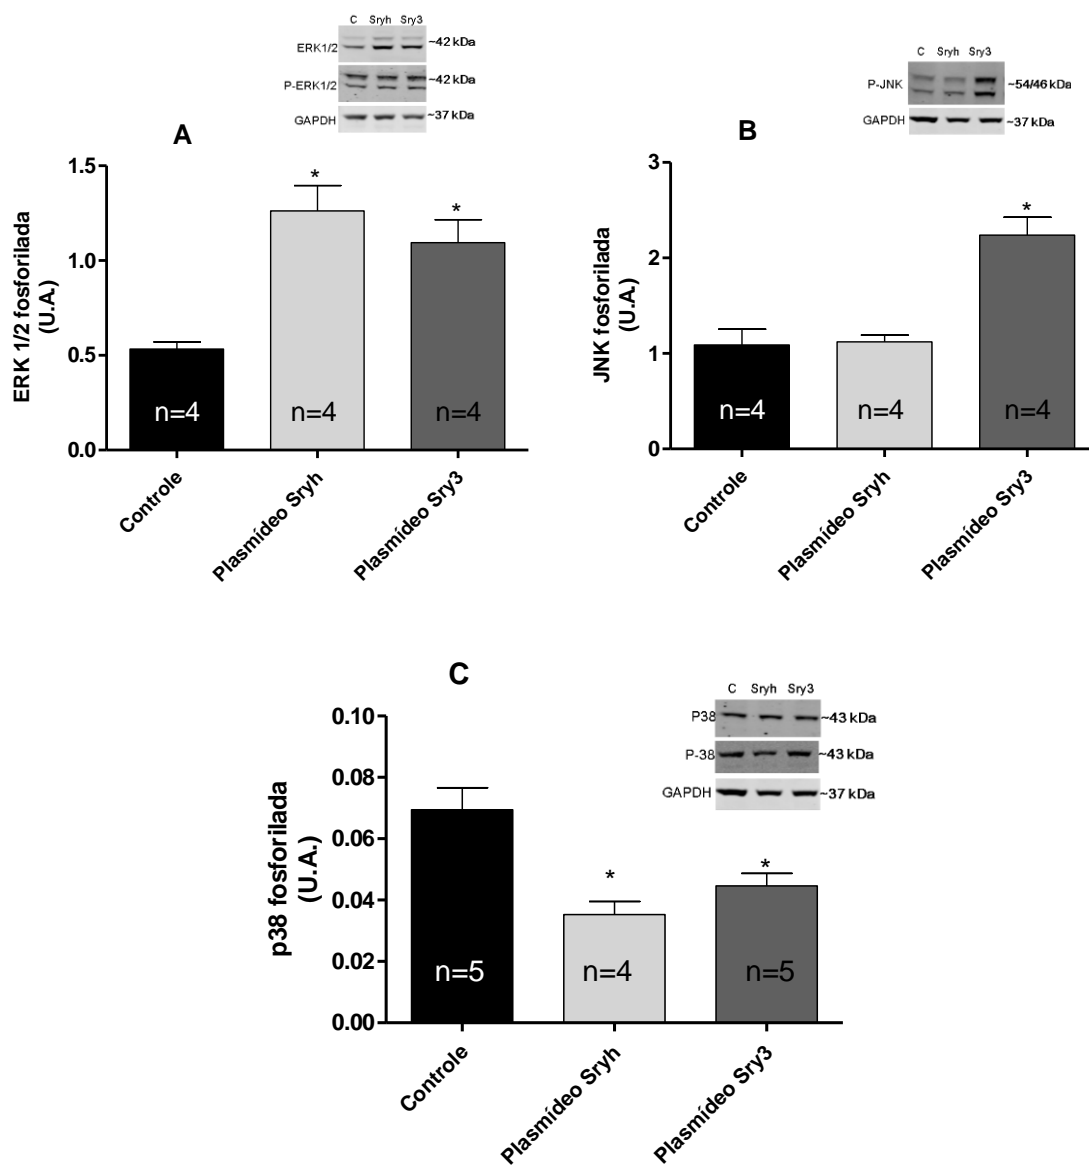 C Sryh Sry3
ERK1/2 ~42 kDa
P-ERK1/2 ~42 kDa
GAPDH ~37 kDa
A
ERK 1/2 fosforilada
(U.A.)
1.5
1.0
0.5
0.0
* *
n=4 n=4 n=4
Controle
Plasmídeo Sryh
Plasmídeo Sry3
C Sryh Sry3
P-JNK ~54/46 kDa
GAPDH ~37 kDa
B
JNK fosforilada
(U.A.)
3
2
1
0
*
n=4 n=4 n=4
Controle
Plasmídeo Sryh
Plasmídeo Sry3
C
C Sryh Sry3
P38 ~43 kDa
P-38 ~43 kDa
GAPDH ~37 kDa
p38 fosforilada
(U.A.)
0.10
0.08
0.06
0.04
0.02
0.00
* *
n=5 n=4 n=5
Controle
Plasmídeo Sryh
Plasmídeo Sry3